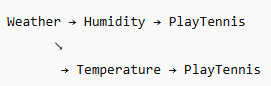 Weather → Humidity → PlayTennis
↘
→ Temperature → PlayTennis